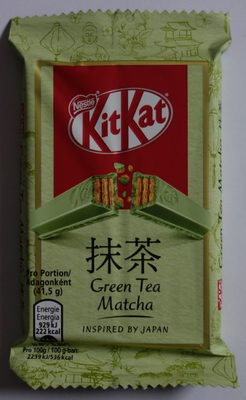 Nestlé
KitKat
抹茶
Green Tea
Matcha
INSPIRED BY JAPAN
Pro Portion/
Adagonként
(41,5 g)
Energie
Energia
929 kJ
222 kcal
Pro 100g / 100 g-ban:
2239 kJ/536 kcal